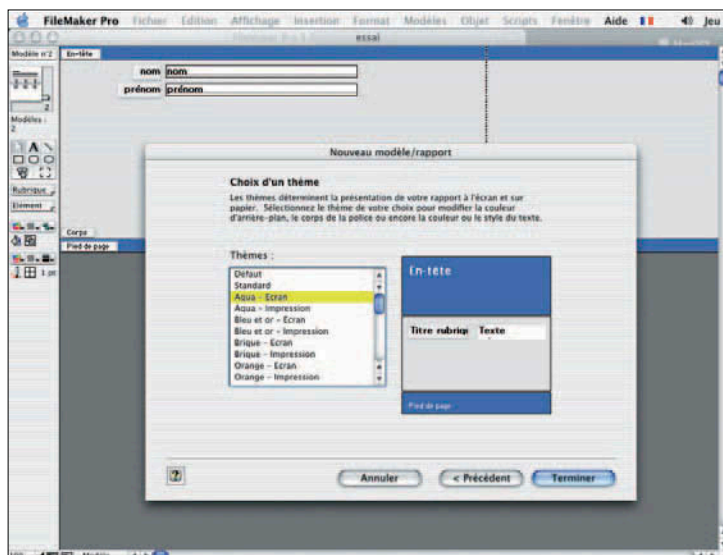 FileMaker Pro Fichier Edition Affichage Insertion Format Modèles Objet Scripts Fenêtre Aide Jeu
essai
Modèle n°2
En-tête
nom nom
prénom prénom
2
Modèles :
2
A
Rubrique
Elément
1 pt
Corps
Pied de page
Nouveau modèle/rapport
Choix d'un thème
Les thèmes déterminent la présentation de votre rapport à l'écran et sur
papier. Sélectionnez le thème de votre choix pour modifier la couleur
d'arrière-plan, le corps de la police ou encore la couleur ou le style du texte.
Thèmes :
Défaut
Standard
Aqua - Ecran
Aqua - Impression
Bleu et or - Ecran
Bleu et or - Impression
Brique - Ecran
Brique - Impression
Orange - Ecran
Orange - Impression
En-tête
Titre rubriqu Texte
Pied de page
?
Annuler
< Précédent
Terminer
Modèle